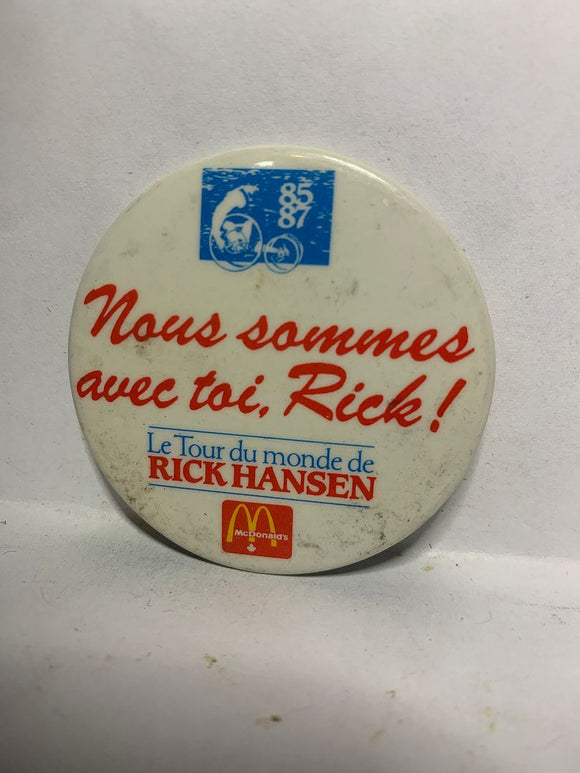 85
87
Nous sommes
avec toi, Rick!
Le Tour du monde de
RICK HANSEN
McDonald's